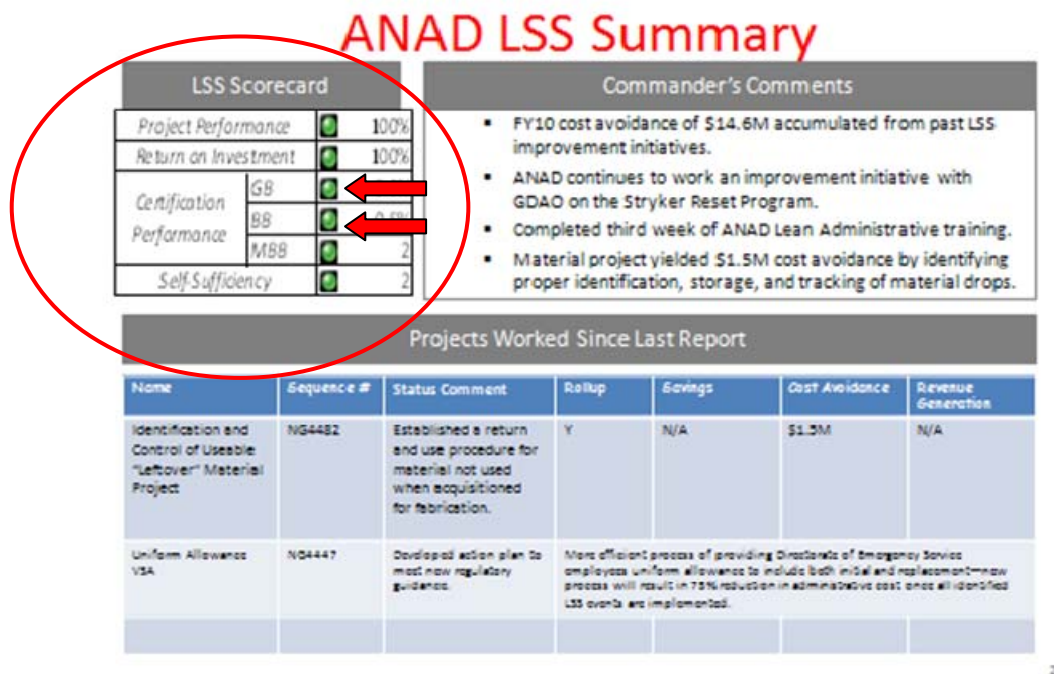 ANAD LSS Summary
LSS Scorecard
Project Performance 100%
Return on Investment 100%
Certification Performance
GB
BB
MBB 2
Self-Sufficiency 2
Commander's Comments
▪ FY10 cost avoidance of $14.6M accumulated from past LSS
improvement initiatives.
▪ ANAD continues to work an improvement initiative with
GDAO on the Stryker Reset Program.
▪ Completed third week of ANAD Lean Administrative training.
▪ Material project yielded $1.5M cost avoidance by identifying
proper identification, storage, and tracking of material drops.
Projects Worked Since Last Report
Name Sequence # Status Comment Rollup Savings Cost Avoidance Revenue
Generation
Identification and
Control of Useable
"Leftover" Material
Project
NG4482
Established a return
and use procedure for
material not used
when acquisitioned
for fabrication.
Y
N/A
N/A
Uniform Allowance
VSA
NG4447
Developed action plan to
meet new regulatory
guidance.
More efficient process of providing Directorate of Emergency Service
employees uniform allowance to include both initial and replacement—new
process will result in 75% reduction in administrative cost once all identified
LSS events are implemented.